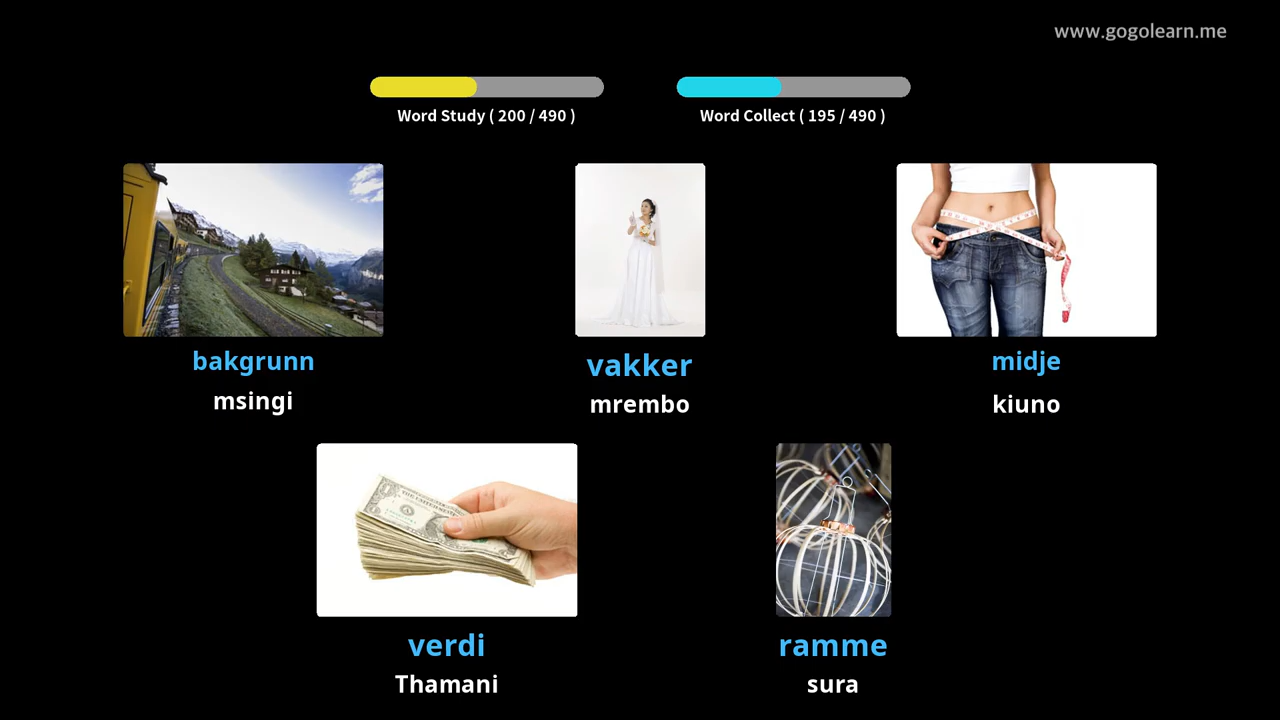 www.gogolearn.me
Word Study ( 200 / 490 )
Word Collect ( 195 / 490 )
bakgrunn
msingi
vakker
mrembo
midje
kiuno
verdi
Thamani
ramme
sura